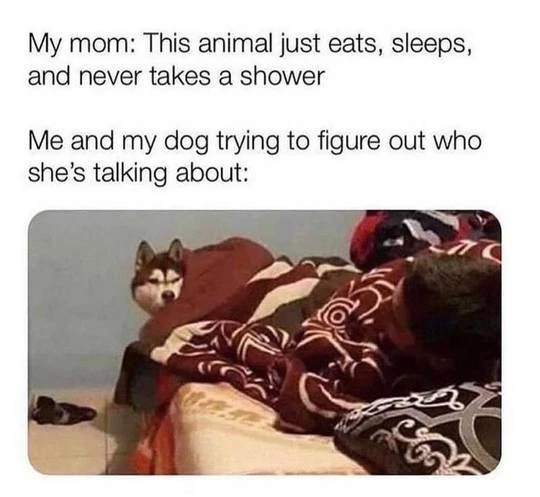 My mom: This animal just eats, sleeps,
and never takes a shower
Me and my dog trying to figure out who
she's talking about: